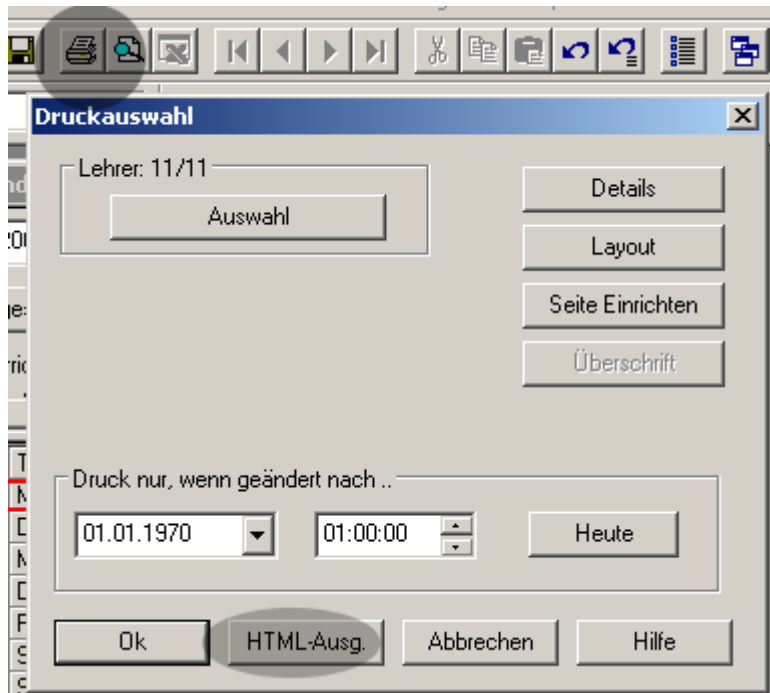 Druckauswahl
Lehrer: 11/11
Auswahl
Details
Layout
Seite Einrichten
Überschrift
Druck nur, wenn geändert nach ..
01.01.1970
01:00:00
Heute
Ok
HTML-Ausg.
Abbrechen
Hilfe